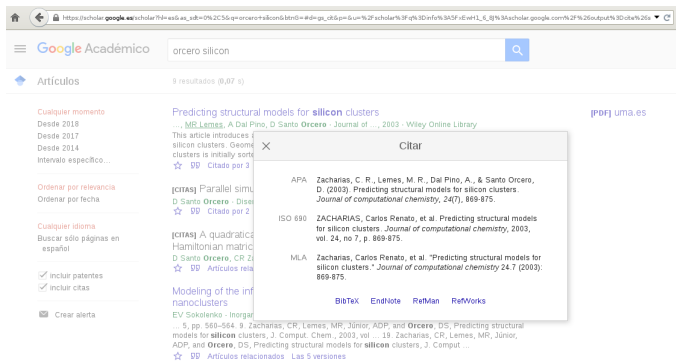 https://scholar.google.es/scholar?hl=es&as_sdt=0%2C5&q=orcero+silicon&btnG=#d=gs_cit&p=&u=%2Fscholar%3Fq%3Dinfo%3A5FvEwH1_6_8J%3Ascholar.google.com%2F%26output%3Dcite%26s
Google Académico
orcero silicon
Artículos
9 resultados (0,07 s)
Cualquier momento
Desde 2018
Desde 2017
Desde 2014
Intervalo específico...
Ordenar por relevancia
Ordenar por fecha
Cualquier idioma
Buscar sólo páginas en
español
incluir patentes
incluir citas
Crear alerta
Predicting structural models for silicon clusters
..., MR Lemes, A Dal Pino, D Santo Orcero - Journal of ..., 2003 - Wiley Online Library
[PDF] uma.es
This article introduces
silicon clusters. Geome
clusters is initially sorte
Citado por 3
[CITAS] Parallel simu
D Santo Orcero - Disei
Citado por 2
[CITAS] A quadratica
Hamiltonian matric
D Santo Orcero, CR Z
Artículos rela
Modeling of the inf
nanoclusters
EV Sokolenko - Inorgar
... 5, pp. 560–564. 9. Zacharias, CR, Lemes, MR, Júnior, ADP, and Orcero, DS, Predicting structural
models for silicon clusters, J. Comput. Chem., 2003, vol ... 19. Zacharias, CR, Lemes, MR, Júnior,
ADP, and Orcero, DS, Predicting structural models for silicon clusters, J. Comput ...
Artículos relacionados Las 5 versiones
Citar
APA
Zacharias, C. R., Lemes, M. R., Dal Pino, A., & Santo Orcero,
D. (2003). Predicting structural models for silicon clusters.
Journal of computational chemistry, 24(7), 869-875.
ISO 690
ZACHARIAS, Carlos Renato, et al. Predicting structural models
for silicon clusters. Journal of computational chemistry, 2003,
vol. 24, no 7, p. 869-875.
MLA
Zacharias, Carlos Renato, et al. "Predicting structural models for
silicon clusters." Journal of computational chemistry 24.7 (2003):
869-875.
BibTeX EndNote RefMan RefWorks